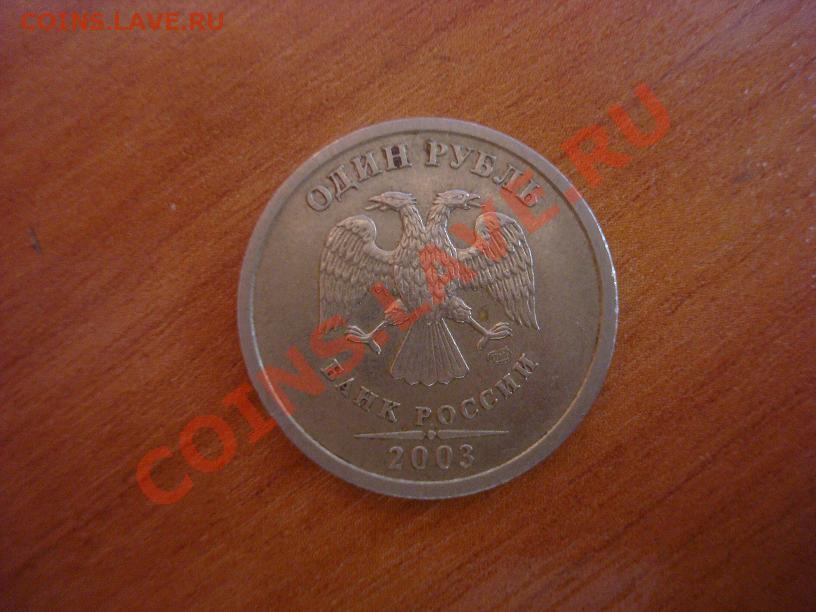 COINS.LAVE.RU
ОДИН РУБЛЬ
COINS.LAVE.RU
БАНК РОССИИ
2003